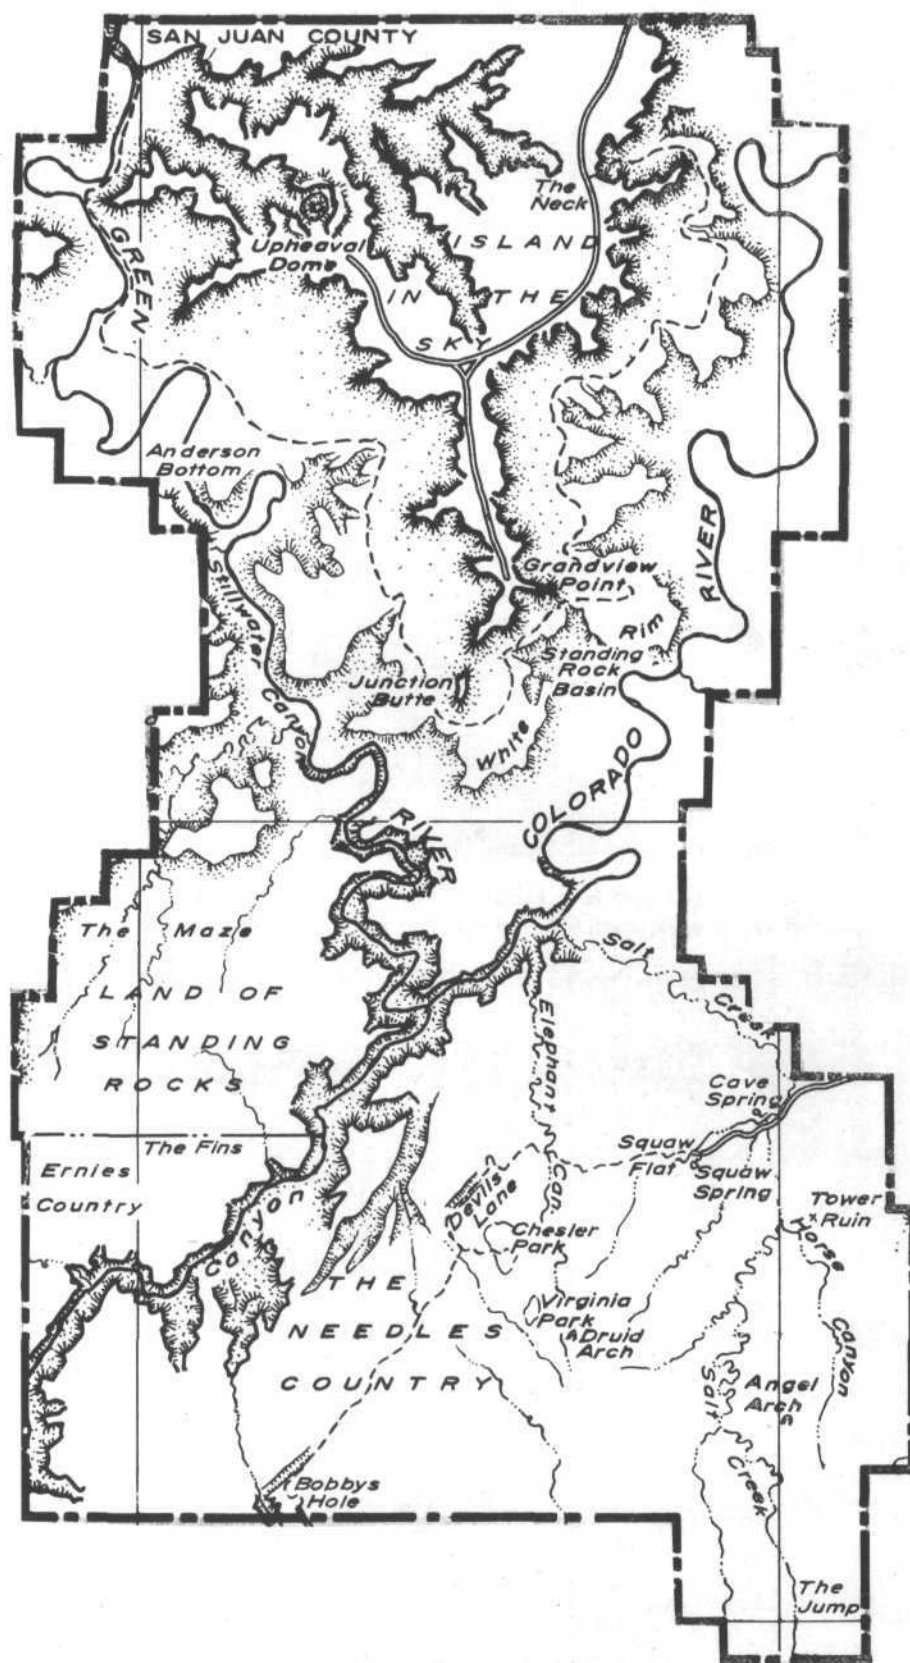 SAN JUAN COUNTY
The
Neck
GREEN
Upheaval
Dome
ISLAND
IN THE
SKY
Anderson
Bottom
Stillwater Canyon
Grandview
Point
RIVER
Rim
Standing
Rock
Basin
Junction
Butte
White
COLORADO
RIVER
The Maze
LAND OF
STANDING
ROCKS
Salt
Creek
Elephant
Can.
Cave
Spring
The Fins
Squaw
Flat
Squaw
Spring
Ernies
Country
Canyon
Devils
Lane
Tower
Ruin
Horse
Canyon
Chesler
Park
THE
NEEDLES
COUNTRY
Virginia
Park
Druid
Arch
Angel
Arch
Salt
Creek
Bobbys
Hole
The
Jump